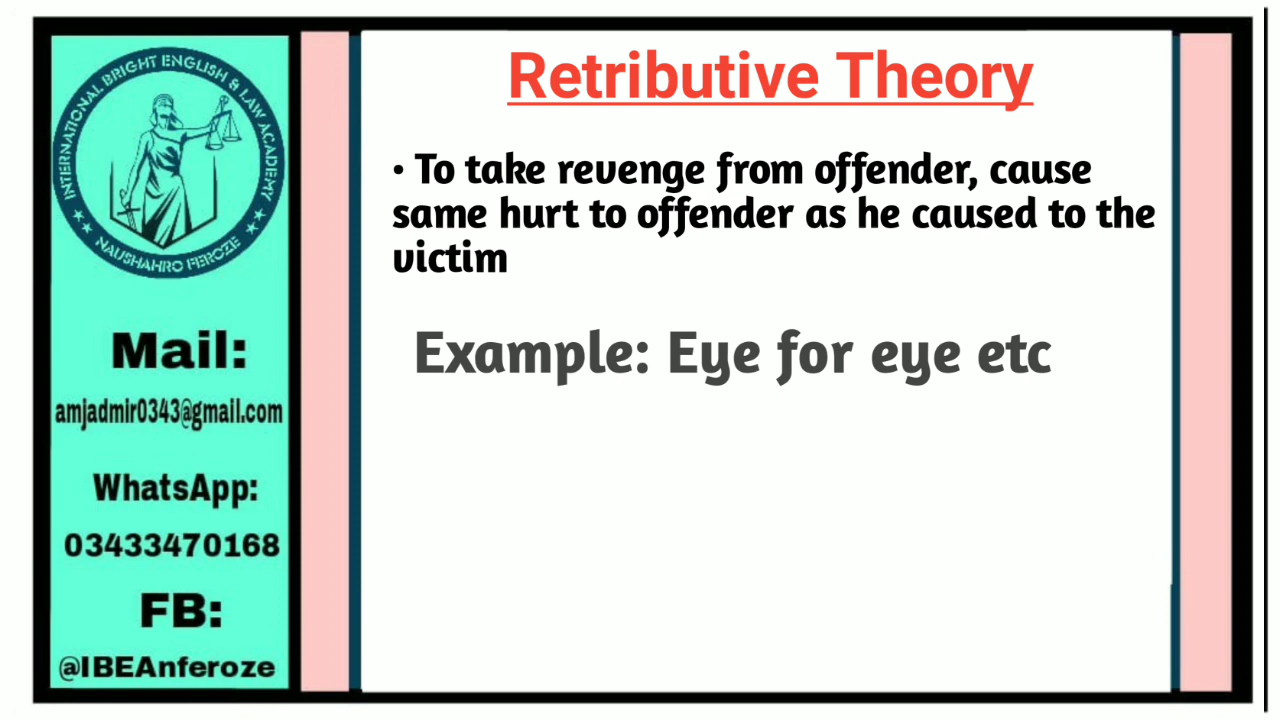 INTERNATIONAL BRIGHT ENGLISH & LAW ACADEMY
NAUSHAHRO FEROZE
Mail:
amjadmir0343@gmail.com
WhatsApp:
03433470168
FB:
@IBEAnferoze
Retributive Theory
• To take revenge from offender, cause
same hurt to offender as he caused to the
victim
Example: Eye for eye etc